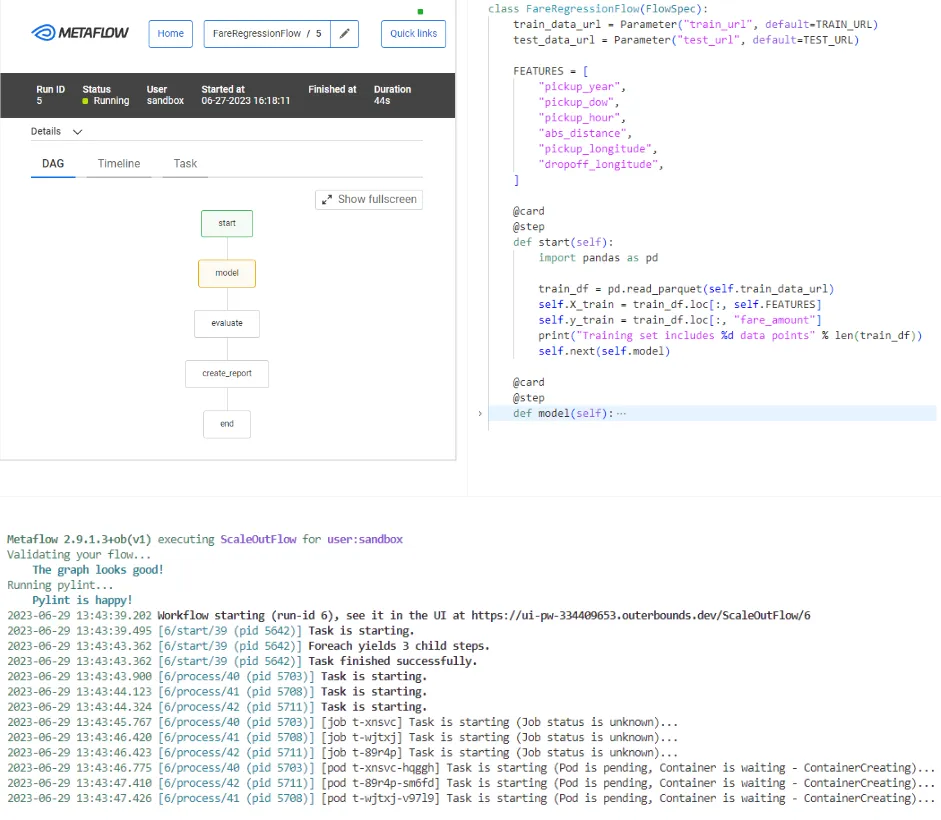 METAFLOW
Home
FareRegressionFlow / 5
Quick links
Run ID Status User Started at Finished at Duration
5 Running sandbox 06-27-2023 16:18:11 44s
Details
DAG Timeline Task
Show fullscreen
start
model
evaluate
create_report
end
class FareRegressionFlow(FlowSpec):
train_data_url = Parameter("train_url", default=TRAIN_URL)
test_data_url = Parameter("test_url", default=TEST_URL)
FEATURES = [
"pickup_year",
"pickup_dow",
"pickup_hour",
"abs_distance",
"pickup_longitude",
"dropoff_longitude",
]
@card
@step
def start(self):
import pandas as pd
train_df = pd.read_parquet(self.train_data_url)
self.X_train = train_df.loc[:, self.FEATURES]
self.y_train = train_df.loc[:, "fare_amount"]
print("Training set includes %d data points" % len(train_df))
self.next(self.model)
@card
@step
def model(self): ···
Metaflow 2.9.1.3+ob(v1) executing ScaleOutFlow for user:sandbox
Validating your flow...
The graph looks good!
Running pylint...
Pylint is happy!
2023-06-29 13:43:39.202 Workflow starting (run-id 6), see it in the UI at https://ui-pw-334409653.outerbounds.dev/ScaleOutFlow/6
2023-06-29 13:43:39.495 [6/start/39 (pid 5642)] Task is starting.
2023-06-29 13:43:43.362 [6/start/39 (pid 5642)] Foreach yields 3 child steps.
2023-06-29 13:43:43.362 [6/start/39 (pid 5642)] Task finished successfully.
2023-06-29 13:43:43.900 [6/process/40 (pid 5703)] Task is starting.
2023-06-29 13:43:44.123 [6/process/41 (pid 5708)] Task is starting.
2023-06-29 13:43:44.324 [6/process/42 (pid 5711)] Task is starting.
2023-06-29 13:43:45.767 [6/process/40 (pid 5703)] [job t-xnsvc] Task is starting (Job status is unknown)...
2023-06-29 13:43:46.420 [6/process/41 (pid 5708)] [job t-wjtxj] Task is starting (Job status is unknown)...
2023-06-29 13:43:46.423 [6/process/42 (pid 5711)] [job t-89r4p] Task is starting (Job status is unknown)...
2023-06-29 13:43:46.775 [6/process/40 (pid 5703)] [pod t-xnsvc-hqggh] Task is starting (Pod is pending, Container is waiting - ContainerCreating)...
2023-06-29 13:43:47.410 [6/process/42 (pid 5711)] [pod t-89r4p-sm6fd] Task is starting (Pod is pending, Container is waiting - ContainerCreating)...
2023-06-29 13:43:47.426 [6/process/41 (pid 5708)] [pod t-wjtxj-v97l9] Task is starting (Pod is pending, Container is waiting - ContainerCreating)...